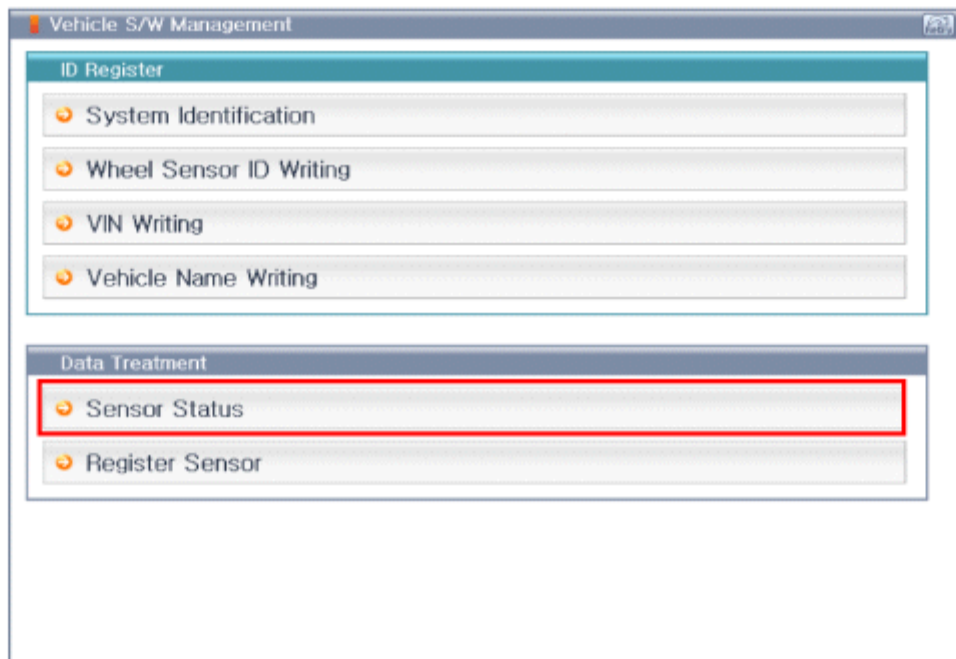 Vehicle S/W Management
ID Register
System Identification
Wheel Sensor ID Writing
VIN Writing
Vehicle Name Writing
Data Treatment
Sensor Status
Register Sensor